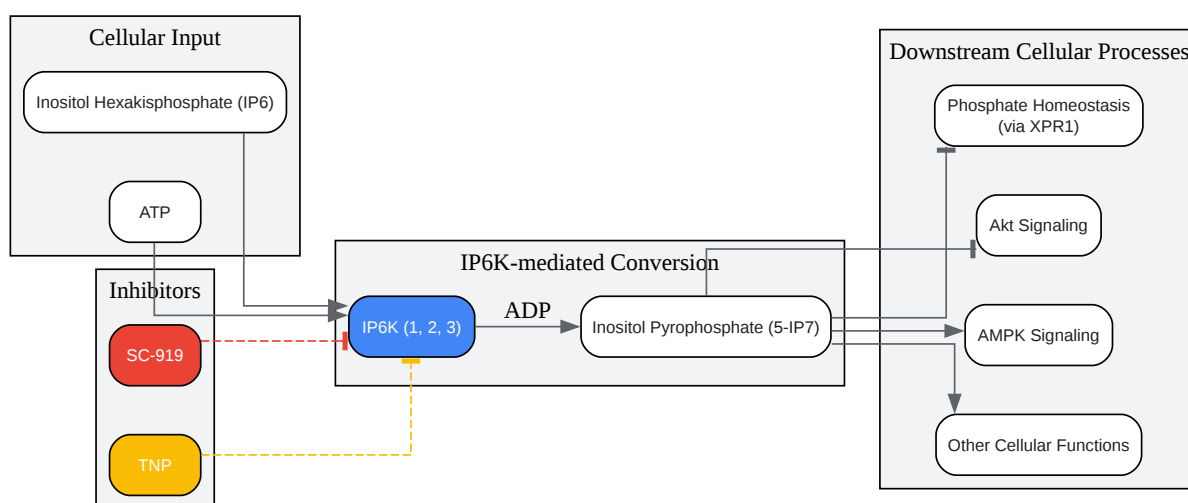 Cellular Input
Inositol Hexakisphosphate (IP6)
ATP
Inhibitors
SC-919
TNP
IP6K-mediated Conversion
IP6K (1, 2, 3)
ADP
Inositol Pyrophosphate (5-IP7)
Downstream Cellular Processes
Phosphate Homeostasis
(via XPR1)
Akt Signaling
AMPK Signaling
Other Cellular Functions